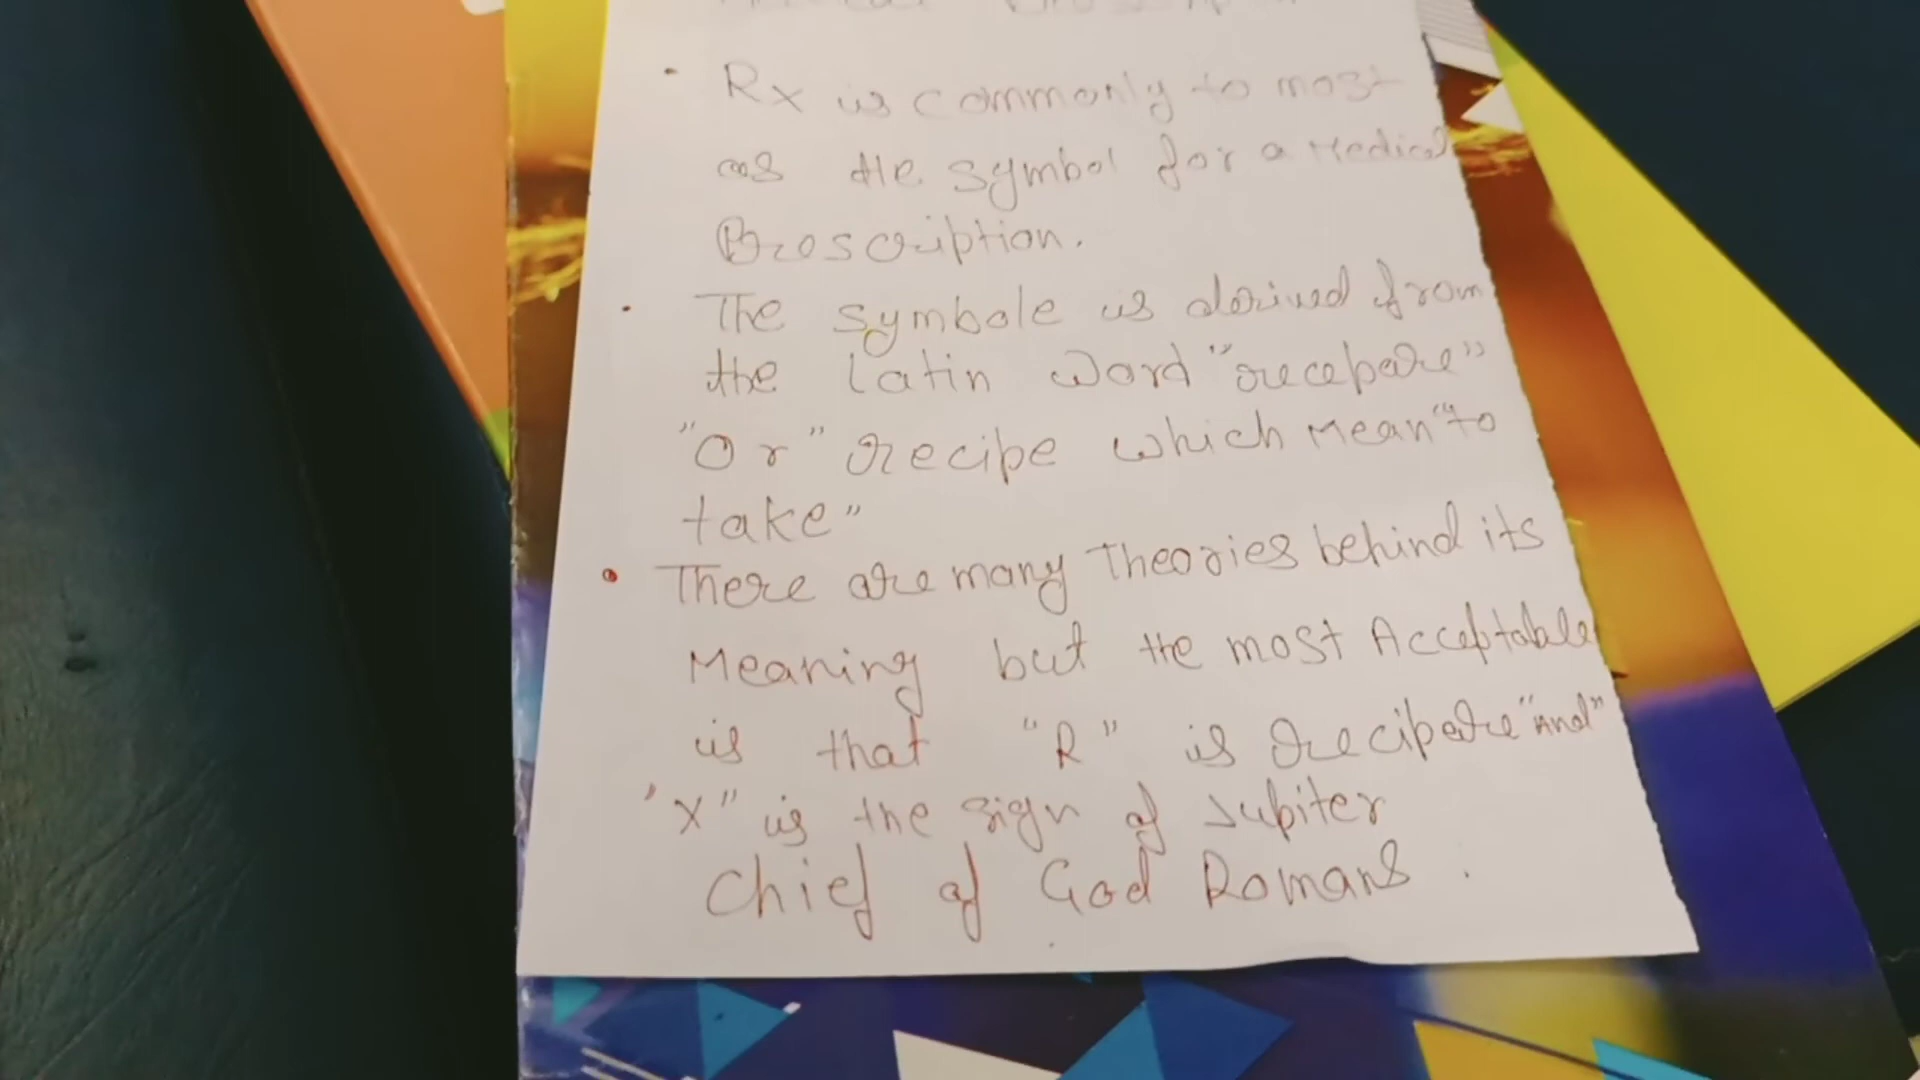 • Rx is commonly to most
as the symbol for a Medical
Prescription.
• The symbole is derived from
the Latin word "recepare"
"Or" recipe which mean "to
take"
• There are many Theories behind its
Meaning but the most Acceptable
is that "R" is recipere "And"
'X" is the sign of Jupiter
Chief of God Romans.